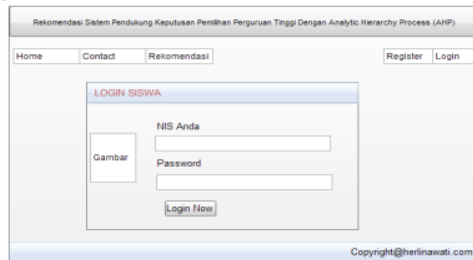 Rekomendasi Sistem Pendukung Keputusan Pemilihan Perguruan Tinggi Dengan Analytic Hierarchy Process (AHP)
Home Contact Rekomendasi Register Login
LOGIN SISWA
NIS Anda
Gambar
Password
Login Now
Copyright@herlinawati.com